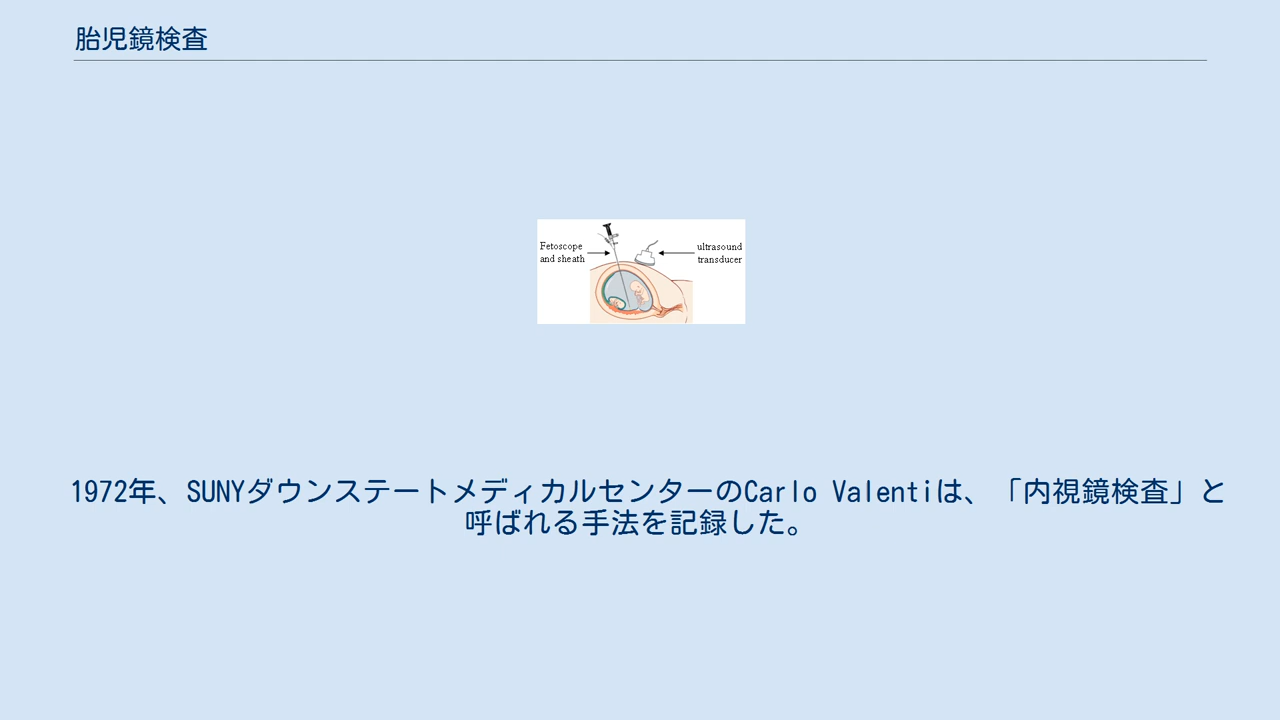 胎児鏡検査
Fetoscope
and sheath
ultrasound
transducer
1972年、SUNYダウンステートメディカルセンターのCarlo Valentiは、「内視鏡検査」と
呼ばれる手法を記録した。